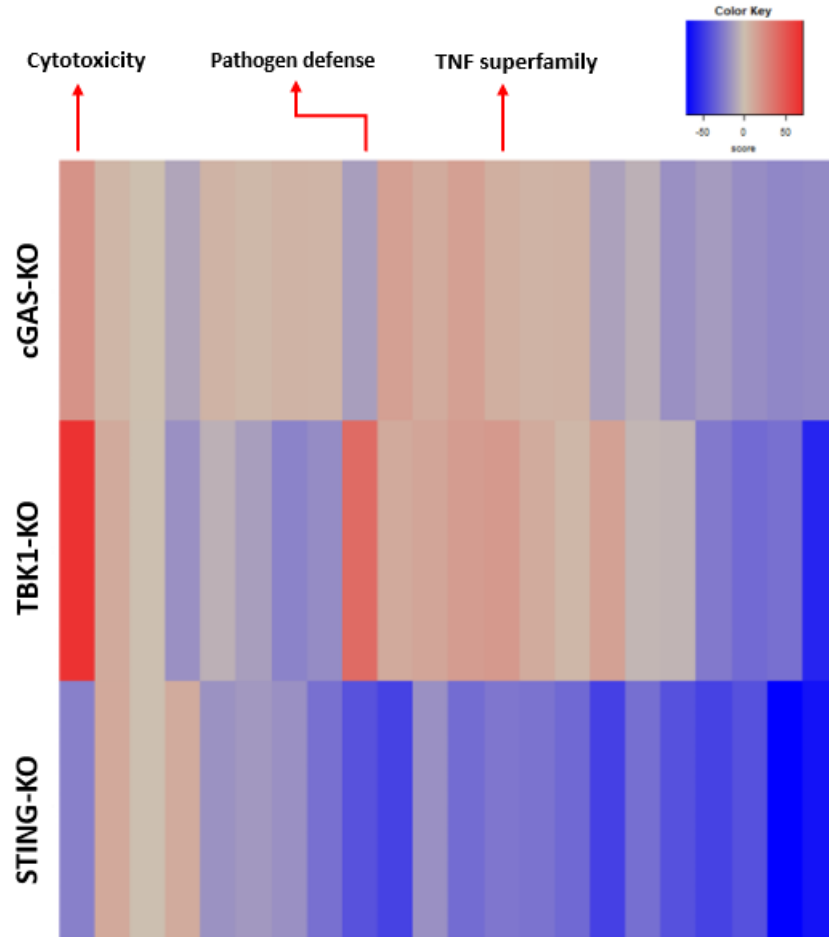 Color Key
Cytotoxicity
Pathogen defense
TNF superfamily
-50 0 50
score
cGAS-KO
TBK1-KO
STING-KO